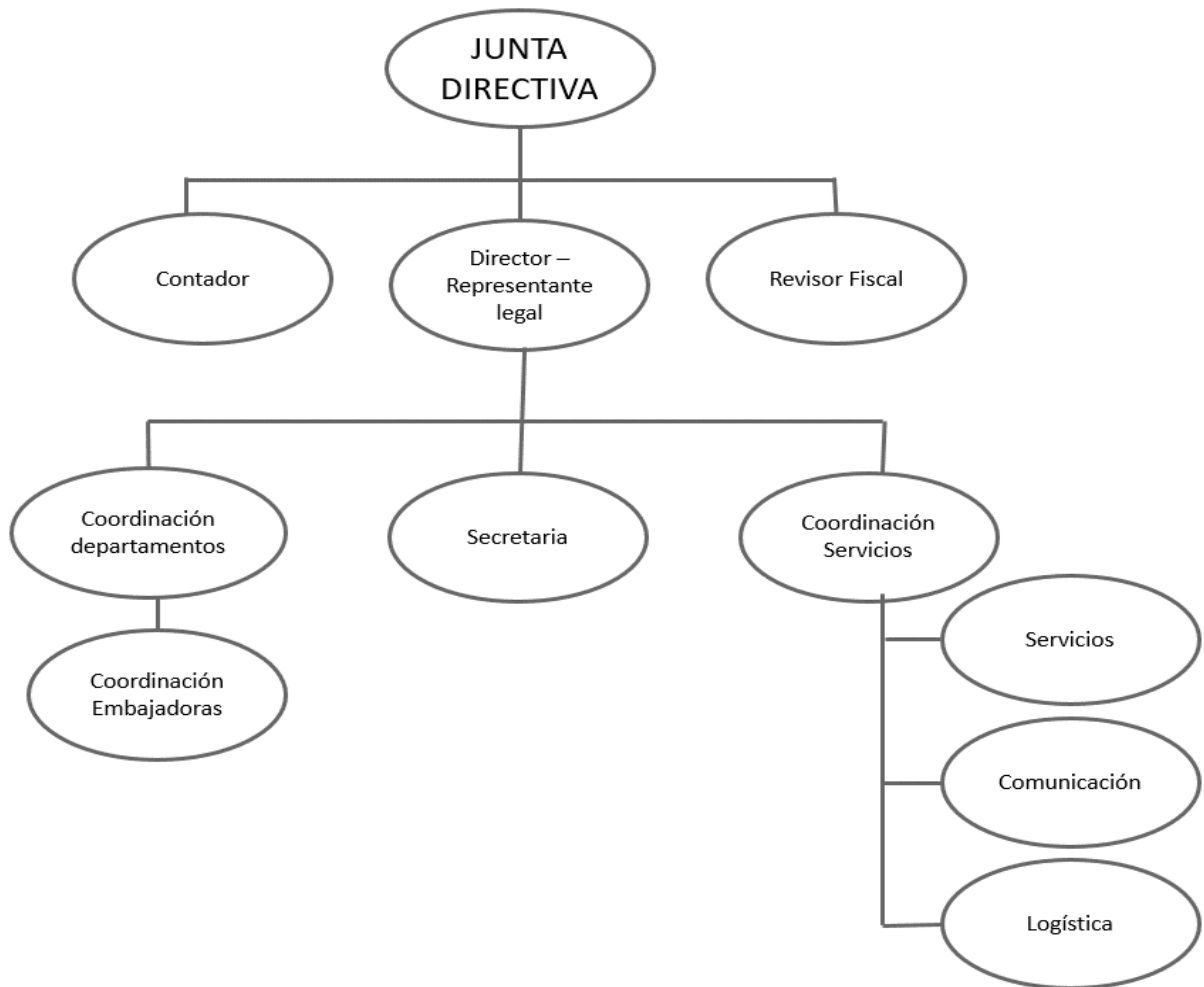 JUNTA
DIRECTIVA
Contador
Director –
Representante
legal
Revisor Fiscal
Coordinación
departamentos
Secretaria
Coordinación
Servicios
Coordinación
Embajadoras
Servicios
Comunicación
Logística